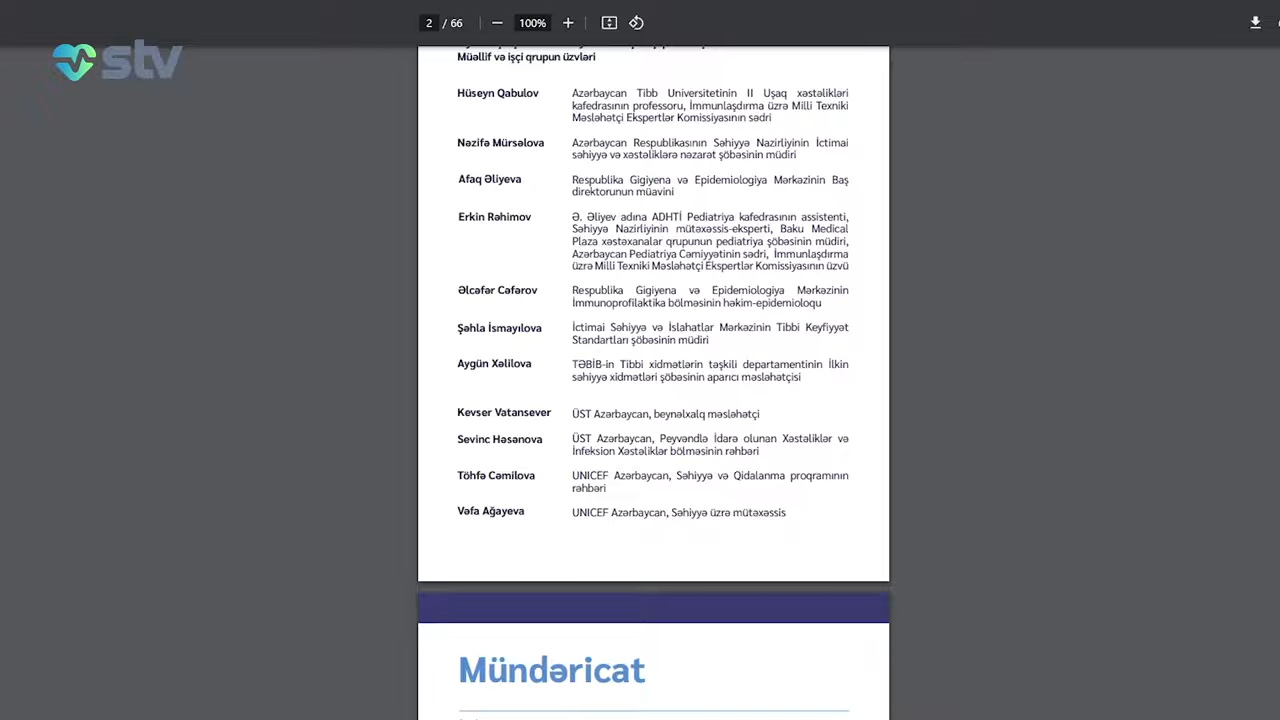 2 / 66
100%
stv
Müəllif və işçi qrupun üzvləri
Hüseyn Qabulov
Azərbaycan Tibb Universitetinin II Uşaq xəstəlikləri
kafedrasının professoru, İmmunlaşdırma üzrə Milli Texniki
Məsləhətçi Ekspertlər Komissiyasının sədri
Nəzifə Mürsəlova
Azərbaycan Respublikasının Səhiyyə Nazirliyinin İctimai
səhiyyə və xəstəliklərə nəzarət şöbəsinin müdiri
Afaq Əliyeva
Respublika Gigiyena və Epidemiologiya Mərkəzinin Baş
direktorunun müavini
Erkin Rəhimov
Ə. Əliyev adına ADHTİ Pediatriya kafedrasının assistenti,
Səhiyyə Nazirliyinin mütəxəssis-eksperti, Baku Medical
Plaza xəstəxanalar qrupunun pediatriya şöbəsinin müdiri,
Azərbaycan Pediatriya Cəmiyyətinin sədri, İmmunlaşdırma
üzrə Milli Texniki Məsləhətçi Ekspertlər Komissiyasının üzvü
Əlcəfər Cəfərov
Respublika Gigiyena və Epidemiologiya Mərkəzinin
İmmunoprofilaktika bölməsinin həkim-epidemioloqu
Şəhla İsmayılova
İctimai Səhiyyə və İslahatlar Mərkəzinin Tibbi Keyfiyyət
Standartları şöbəsinin müdiri
Aygün Xəlilova
TƏBİB-in Tibbi xidmətlərin təşkili departamentinin İlkin
səhiyyə xidmətləri şöbəsinin aparıcı məsləhətçisi
Kevser Vatansever
ÜST Azərbaycan, beynəlxalq məsləhətçi
Sevinc Həsənova
ÜST Azərbaycan, Peyvəndlə İdarə olunan Xəstəliklər və
İnfeksion Xəstəliklər bölməsinin rəhbəri
Töhfə Cəmilova
UNICEF Azərbaycan, Səhiyyə və Qidalanma proqramının
rəhbəri
Vəfa Ağayeva
UNICEF Azərbaycan, Səhiyyə üzrə mütəxəssis
Mündəricat